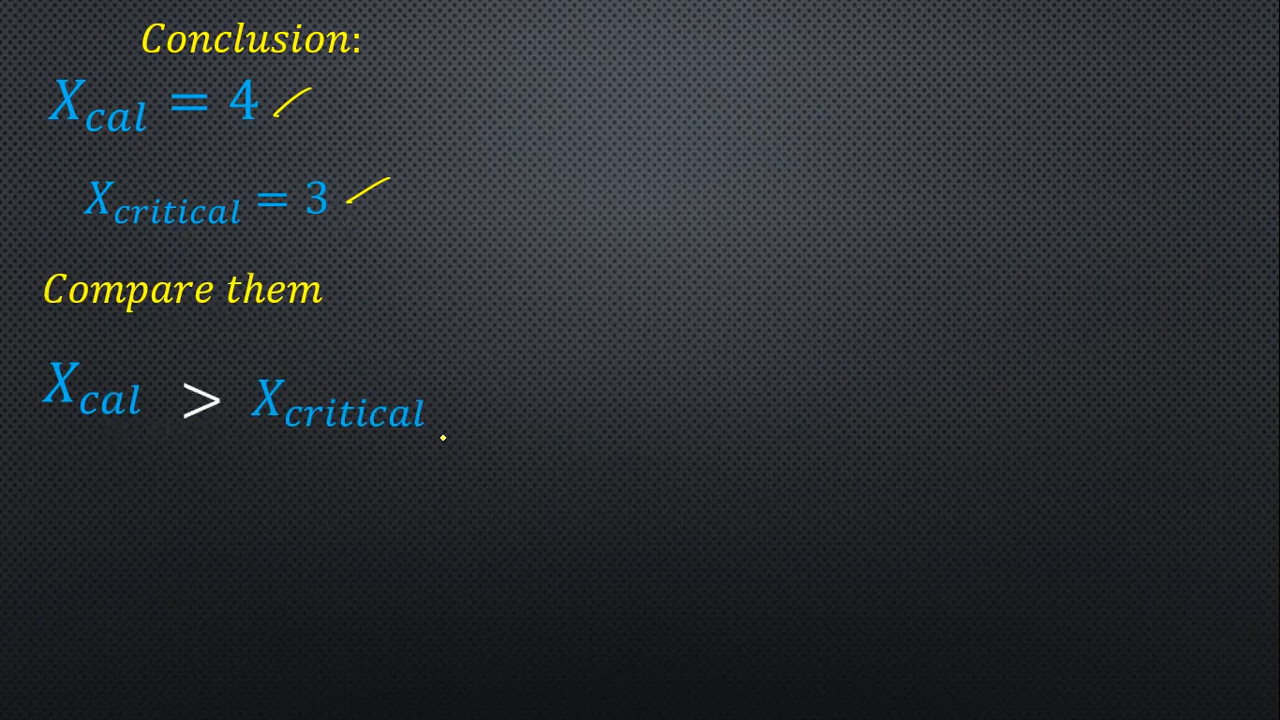 Conclusion:
X_cal = 4
X_critical = 3
Compare them
X_cal > X_critical